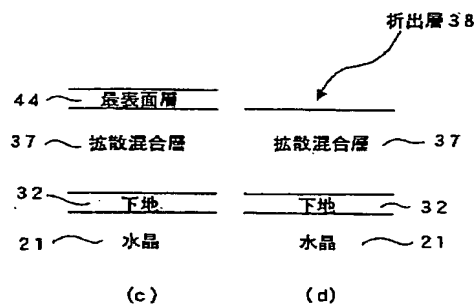 折出層38
44 最表面層
37 拡散混合層 拡散混合層 37
32 下地 下地 32
21 水晶 水晶 21
(c) (d)